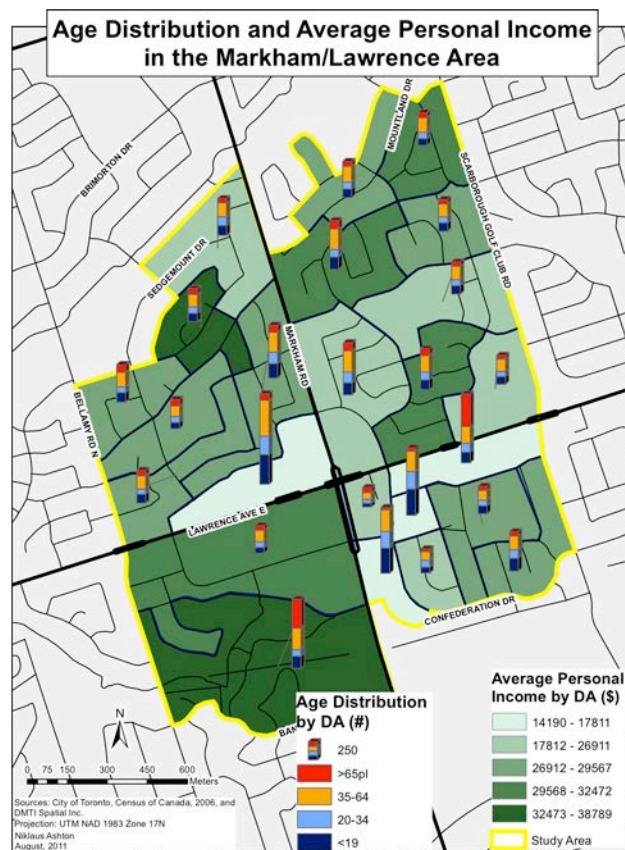 Age Distribution and Average Personal Income
in the Markham/Lawrence Area
MOUNTLAND DR
BRIMORTON DR
SCARBOROUGH GOLF CLUB RD
SEDGEMOUNT DR
MARKHAM RD
BELLAMY RD N
LAWRENCE AVE E
CONFEDERATION DR
BAN
N
0 75 150 300 450 600
Meters
Sources: City of Toronto, Census of Canada, 2006, and
DMTI Spatial Inc.
Projection: UTM NAD 1983 Zone 17N
Niklaus Ashton
August, 2011
Age Distribution
by DA (#)
250
>65pl
35-64
20-34
<19
Average Personal
Income by DA ($)
14190 - 17811
17812 - 26911
26912 - 29567
29568 - 32472
32473 - 38789
Study Area